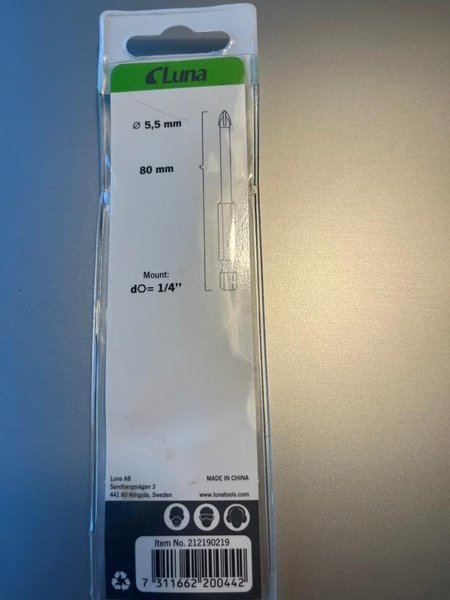 Luna
⌀ 5,5 mm
80 mm
Mount:
d⬡= 1/4’’
Luna AB
Sandbergsvägen 3
441 80 Alingsås, Sweden
MADE IN CHINA
www.lunatools.com
Item No. 212190219
7 311662 200442